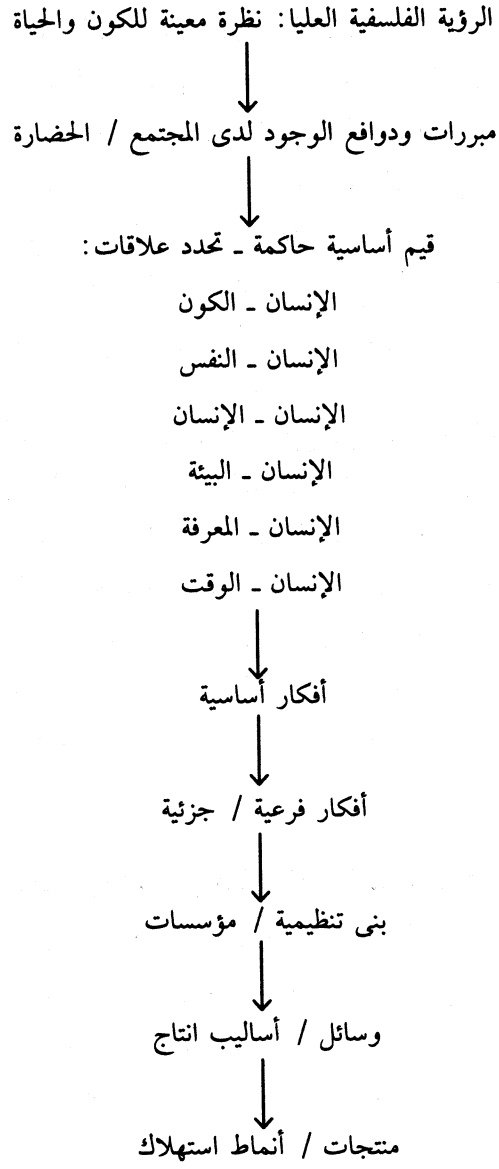 الرؤية الفلسفية العليا: نظرة معينة للكون والحياة
مبررات ودوافع الوجود لدى المجتمع / الحضارة
قيم أساسية حاكمة ـ تحدد علاقات:
الإنسان ـ الكون
الإنسان ـ النفس
الإنسان ـ الإنسان
الإنسان ـ البيئة
الإنسان ـ المعرفة
الإنسان ـ الوقت
أفكار أساسية
أفكار فرعية / جزئية
بنى تنظيمية / مؤسسات
وسائل / أساليب انتاج
منتجات / أنماط استهلاك